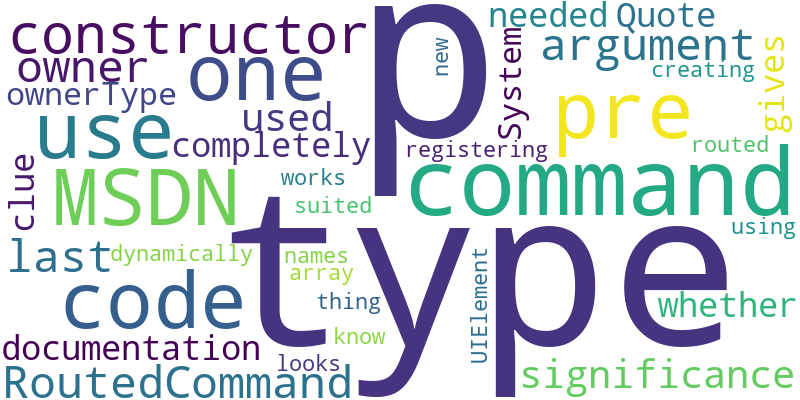 constructor
p
needed
Quote
owner
one
new
System
argument
gives
creating
ownerType
used
use
pre
completely
registering
routed
clue
MSDN
works
command
suited
type
using
last
dynamically
names
array
UIElement
code
thing
whether
know
documentation
looks
RoutedCommand
significance